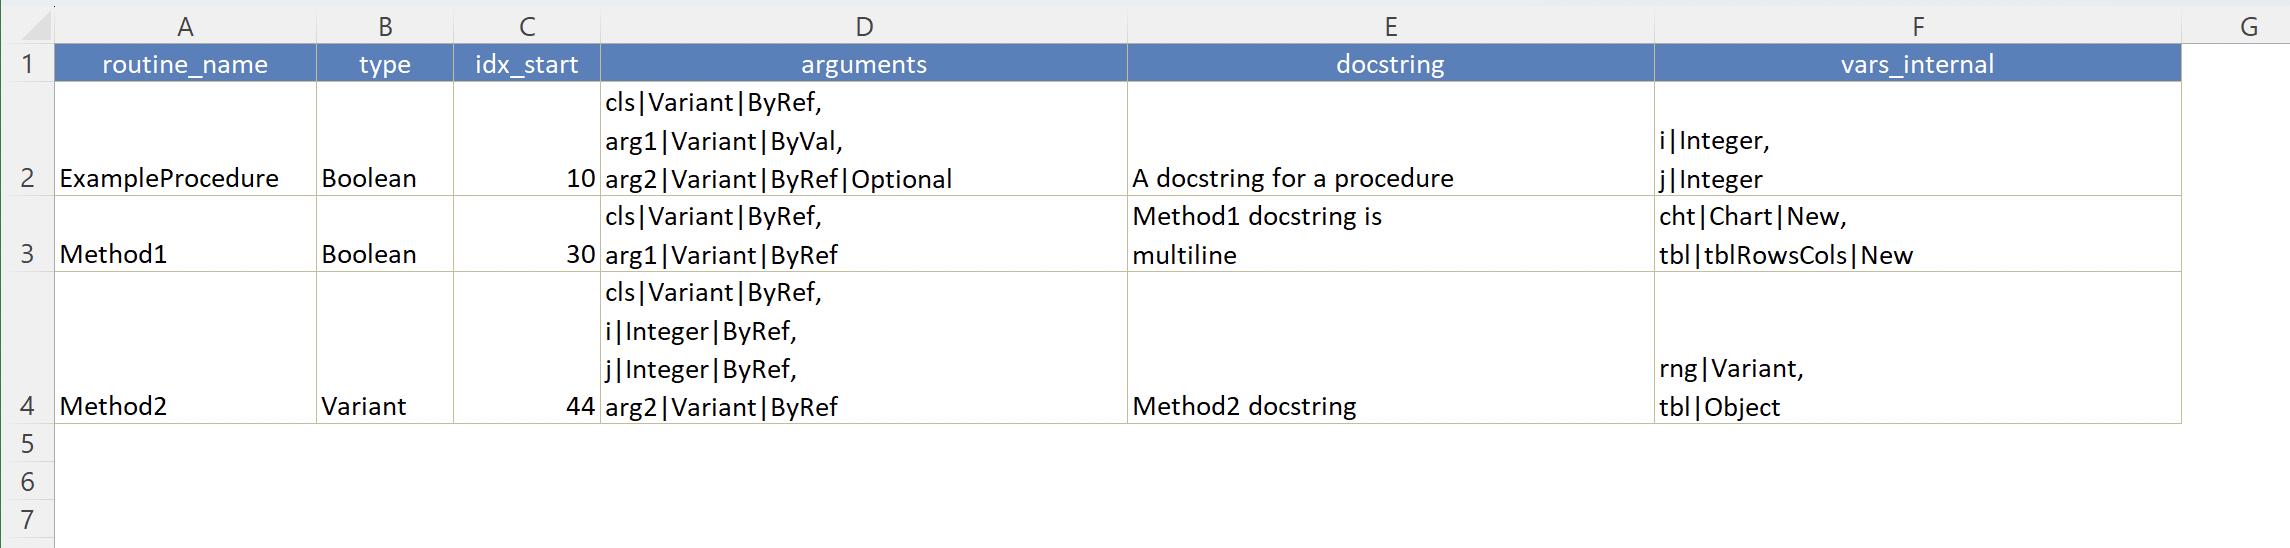 A B C D E F G
1 routine_name type idx_start arguments docstring vars_internal
cls|Variant|ByRef,
arg1|Variant|ByVal, i|Integer,
2 ExampleProcedure Boolean 10 arg2|Variant|ByRef|Optional A docstring for a procedure j|Integer
cls|Variant|ByRef, Method1 docstring is cht|Chart|New,
3 Method1 Boolean 30 arg1|Variant|ByRef multiline tbl|tblRowsCols|New
cls|Variant|ByRef,
i|Integer|ByRef,
j|Integer|ByRef, rng|Variant,
4 Method2 Variant 44 arg2|Variant|ByRef Method2 docstring tbl|Object
5
6
7